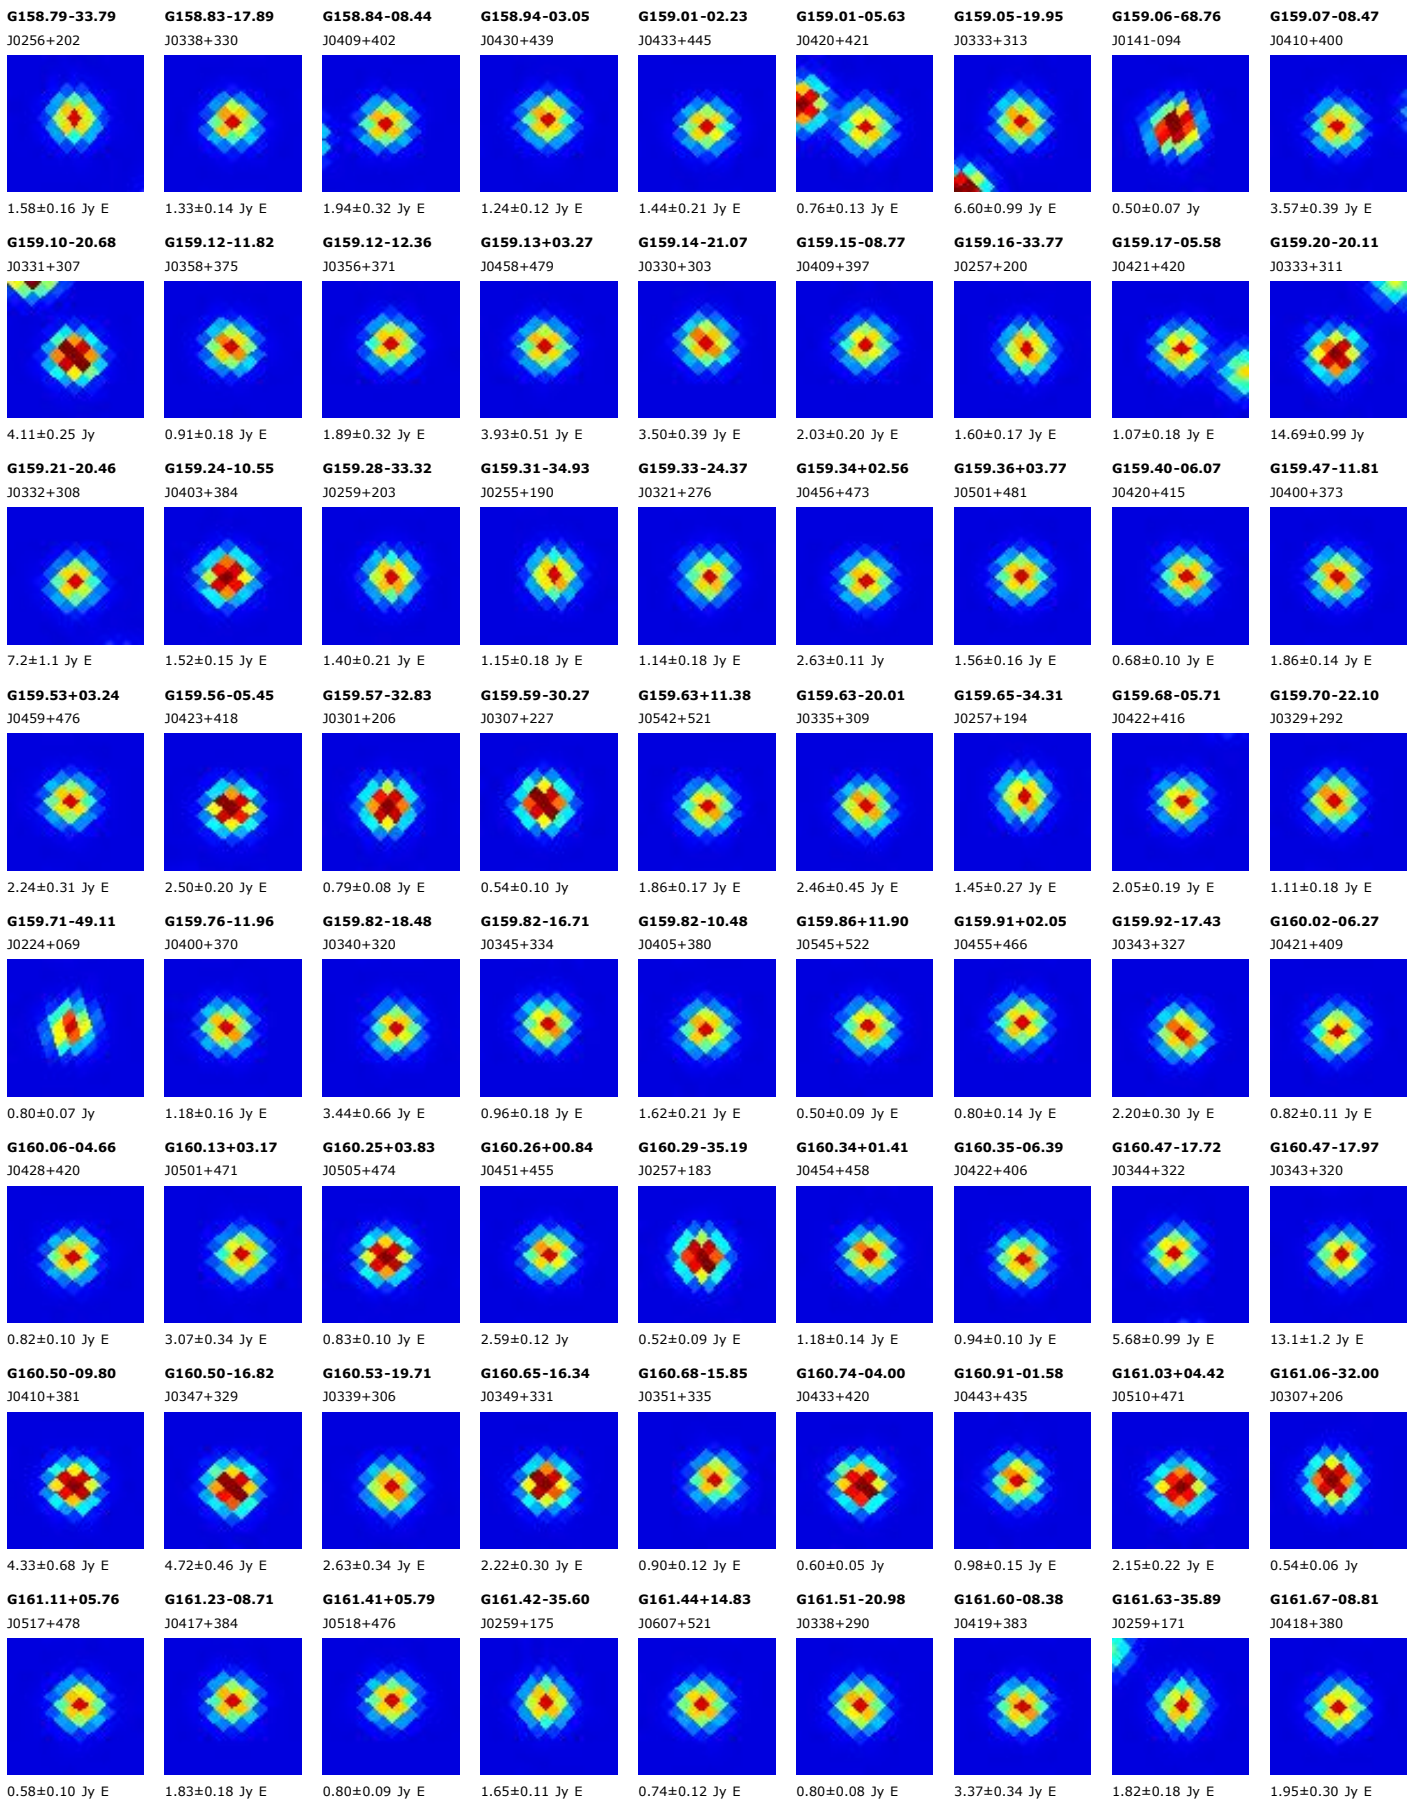 G158.79-33.79 G158.83-17.89 G158.84-08.44 G158.94-03.05 G159.01-02.23 G159.01-05.63 G159.05-19.95 G159.06-68.76 G159.07-08.47
J0256+202 J0338+330 J0409+402 J0430+439 J0433+445 J0420+421 J0333+313 J0141-094 J0410+400
1.58±0.16 Jy E 1.33±0.14 Jy E 1.94±0.32 Jy E 1.24±0.12 Jy E 1.44±0.21 Jy E 0.76±0.13 Jy E 6.60±0.99 Jy E 0.50±0.07 Jy 3.57±0.39 Jy E
G159.10-20.68 G159.12-11.82 G159.12-12.36 G159.13+03.27 G159.14-21.07 G159.15-08.77 G159.16-33.77 G159.17-05.58 G159.20-20.11
J0331+307 J0358+375 J0356+371 J0458+479 J0330+303 J0409+397 J0257+200 J0421+420 J0333+311
4.11±0.25 Jy 0.91±0.18 Jy E 1.89±0.32 Jy E 3.93±0.51 Jy E 3.50±0.39 Jy E 2.03±0.20 Jy E 1.60±0.17 Jy E 1.07±0.18 Jy E 14.69±0.99 Jy
G159.21-20.46 G159.24-10.55 G159.28-33.32 G159.31-34.93 G159.33-24.37 G159.34+02.56 G159.36+03.77 G159.40-06.07 G159.47-11.81
J0332+308 J0403+384 J0259+203 J0255+190 J0321+276 J0456+473 J0501+481 J0420+415 J0400+373
7.2±1.1 Jy E 1.52±0.15 Jy E 1.40±0.21 Jy E 1.15±0.18 Jy E 1.14±0.18 Jy E 2.63±0.11 Jy 1.56±0.16 Jy E 0.68±0.10 Jy E 1.86±0.14 Jy E
G159.53+03.24 G159.56-05.45 G159.57-32.83 G159.59-30.27 G159.63+11.38 G159.63-20.01 G159.65-34.31 G159.68-05.71 G159.70-22.10
J0459+476 J0423+418 J0301+206 J0307+227 J0542+521 J0335+309 J0257+194 J0422+416 J0329+292
2.24±0.31 Jy E 2.50±0.20 Jy E 0.79±0.08 Jy E 0.54±0.10 Jy 1.86±0.17 Jy E 2.46±0.45 Jy E 1.45±0.27 Jy E 2.05±0.19 Jy E 1.11±0.18 Jy E
G159.71-49.11 G159.76-11.96 G159.82-18.48 G159.82-16.71 G159.82-10.48 G159.86+11.90 G159.91+02.05 G159.92-17.43 G160.02-06.27
J0224+069 J0400+370 J0340+320 J0345+334 J0405+380 J0545+522 J0455+466 J0343+327 J0421+409
0.80±0.07 Jy 1.18±0.16 Jy E 3.44±0.66 Jy E 0.96±0.18 Jy E 1.62±0.21 Jy E 0.50±0.09 Jy E 0.80±0.14 Jy E 2.20±0.30 Jy E 0.82±0.11 Jy E
G160.06-04.66 G160.13+03.17 G160.25+03.83 G160.26+00.84 G160.29-35.19 G160.34+01.41 G160.35-06.39 G160.47-17.72 G160.47-17.97
J0428+420 J0501+471 J0505+474 J0451+455 J0257+183 J0454+458 J0422+406 J0344+322 J0343+320
0.82±0.10 Jy E 3.07±0.34 Jy E 0.83±0.10 Jy E 2.59±0.12 Jy 0.52±0.09 Jy E 1.18±0.14 Jy E 0.94±0.10 Jy E 5.68±0.99 Jy E 13.1±1.2 Jy E
G160.50-09.80 G160.50-16.82 G160.53-19.71 G160.65-16.34 G160.68-15.85 G160.74-04.00 G160.91-01.58 G161.03+04.42 G161.06-32.00
J0410+381 J0347+329 J0339+306 J0349+331 J0351+335 J0433+420 J0443+435 J0510+471 J0307+206
4.33±0.68 Jy E 4.72±0.46 Jy E 2.63±0.34 Jy E 2.22±0.30 Jy E 0.90±0.12 Jy E 0.60±0.05 Jy 0.98±0.15 Jy E 2.15±0.22 Jy E 0.54±0.06 Jy
G161.11+05.76 G161.23-08.71 G161.41+05.79 G161.42-35.60 G161.44+14.83 G161.51-20.98 G161.60-08.38 G161.63-35.89 G161.67-08.81
J0517+478 J0417+384 J0518+476 J0259+175 J0607+521 J0338+290 J0419+383 J0259+171 J0418+380
0.58±0.10 Jy E 1.83±0.18 Jy E 0.80±0.09 Jy E 1.65±0.11 Jy E 0.74±0.12 Jy E 0.80±0.08 Jy E 3.37±0.34 Jy E 1.82±0.18 Jy E 1.95±0.30 Jy E